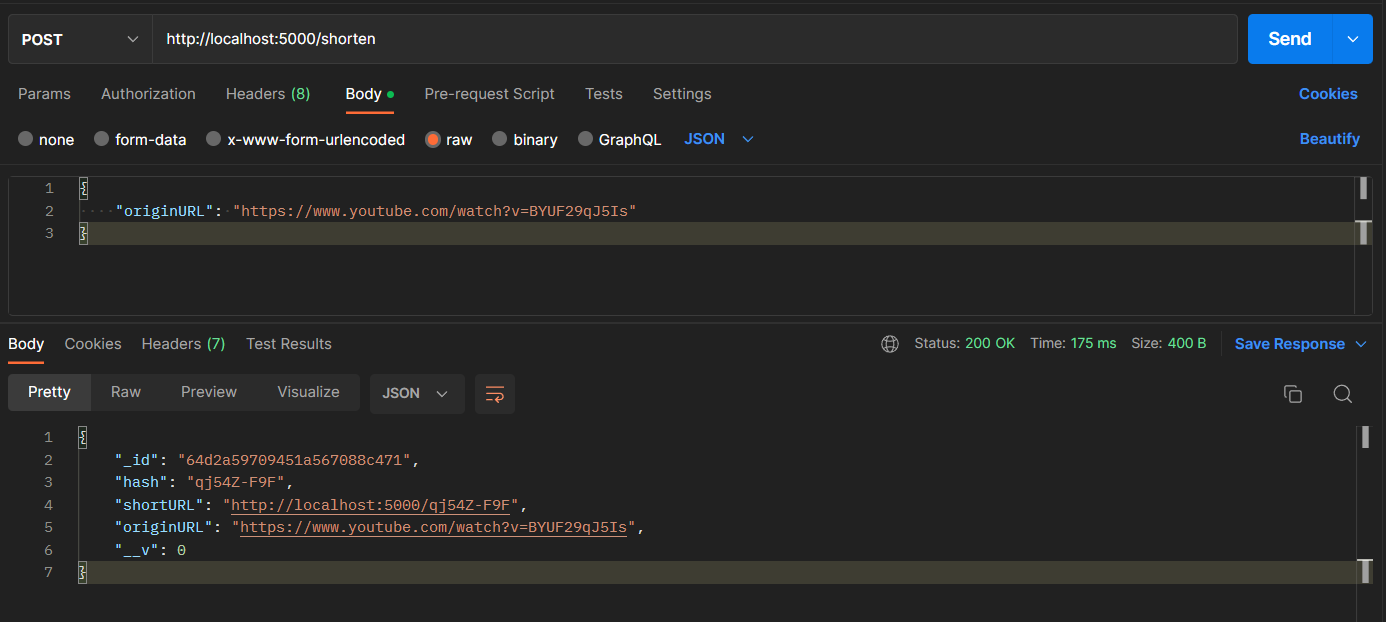 POST http://localhost:5000/shorten Send
Params Authorization Headers (8) Body Pre-request Script Tests Settings Cookies
none form-data x-www-form-urlencoded raw binary GraphQL JSON Beautify
1 {
2 "originURL": "https://www.youtube.com/watch?v=BYUF29qJ5Is"
3 }
Body Cookies Headers (7) Test Results Status: 200 OK Time: 175 ms Size: 400 B Save Response
Pretty Raw Preview Visualize JSON
1 {
2 "_id": "64d2a59709451a567088c471",
3 "hash": "qj54Z-F9F",
4 "shortURL": "http://localhost:5000/qj54Z-F9F",
5 "originURL": "https://www.youtube.com/watch?v=BYUF29qJ5Is",
6 "__v": 0
7 }